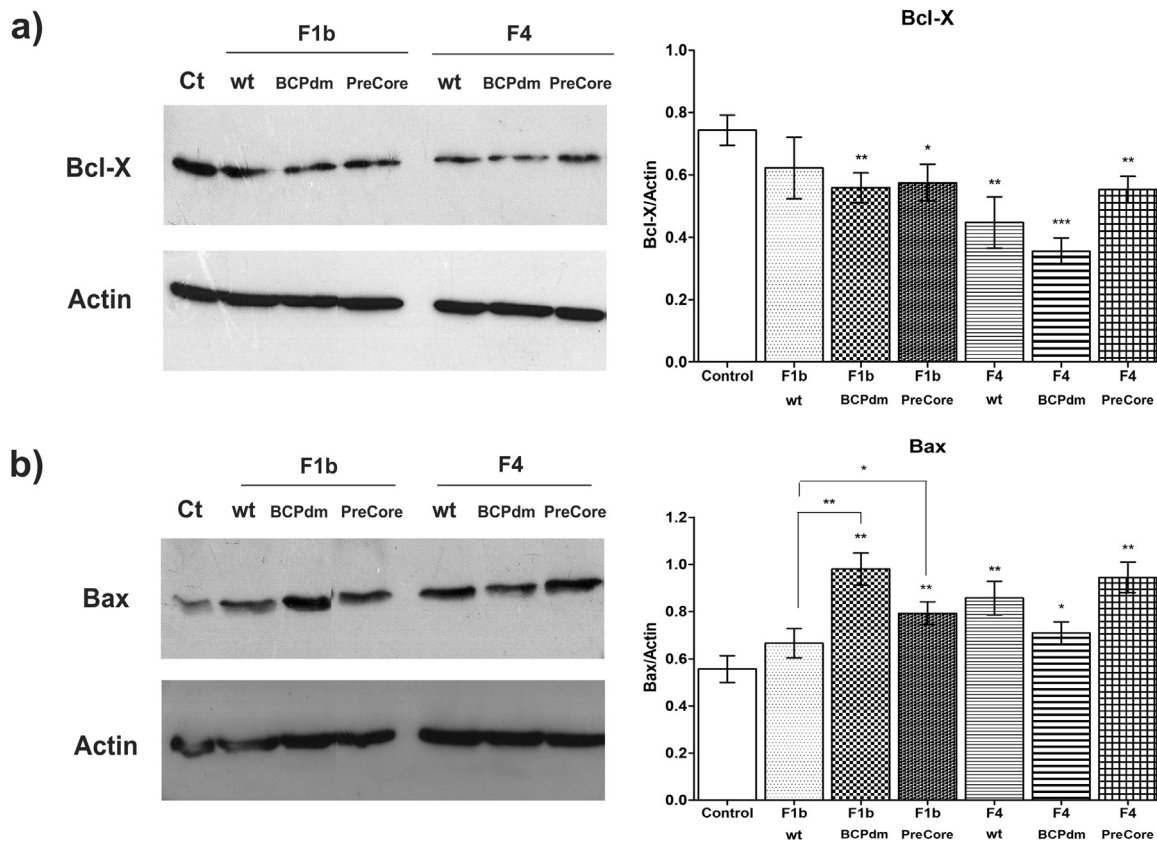 a)
F1b F4
Ct wt BCPdm PreCore wt BCPdm PreCore
Bcl-X
Actin
Bcl-X
Bcl-X/Actin
1.0
0.8
0.6
0.4
0.2
0.0
** * ** *** **
Control F1b F1b F1b F4 F4 F4
wt BCPdm PreCore wt BCPdm PreCore
b)
F1b F4
Ct wt BCPdm PreCore wt BCPdm PreCore
Bax
Actin
Bax
Bax/Actin
1.2
1.0
0.8
0.6
0.4
0.2
0.0
*
**
** ** ** * **
Control F1b F1b F1b F4 F4 F4
wt BCPdm PreCore wt BCPdm PreCore